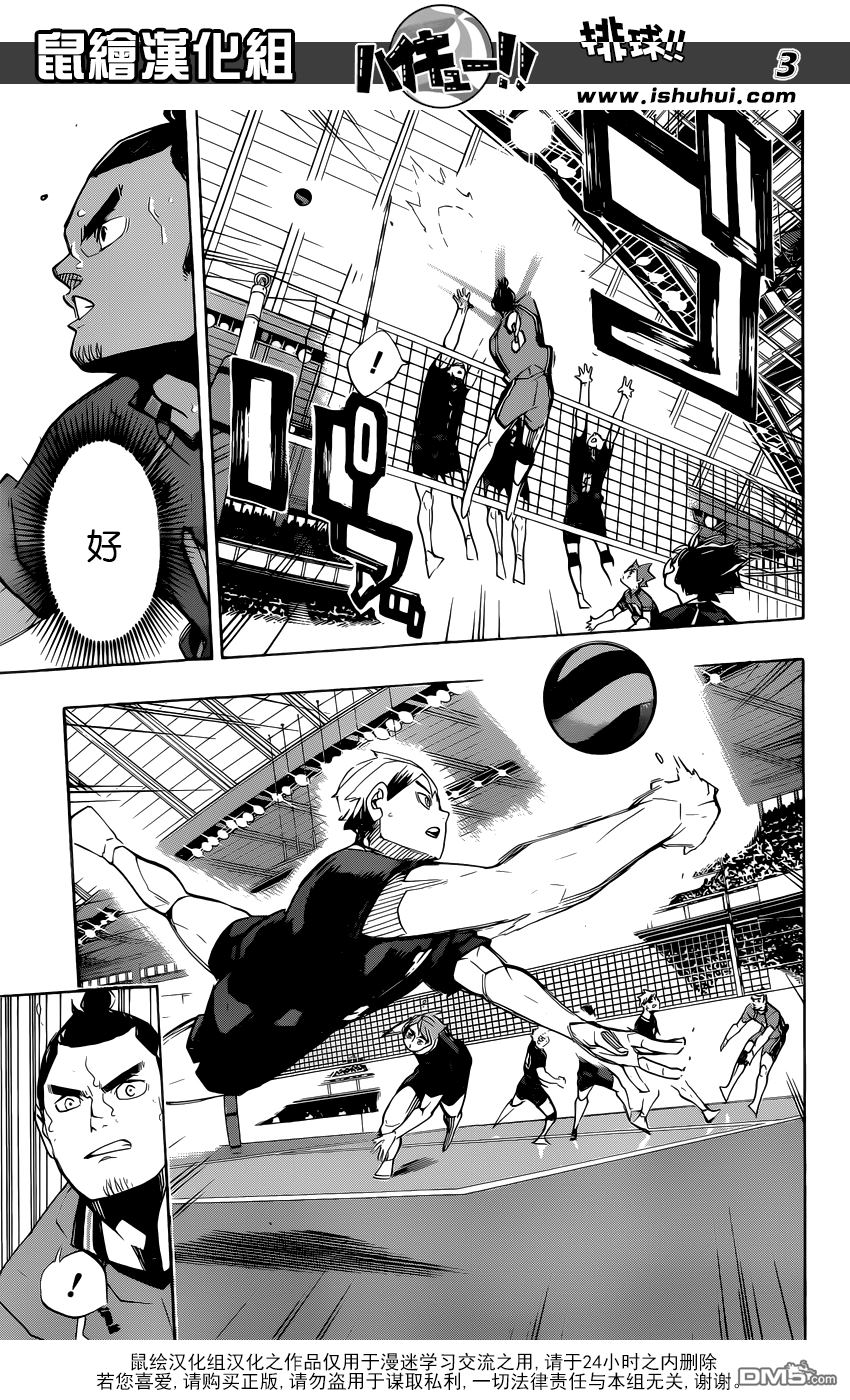 鼠繪漢化組
ハイキュー!!
排球!!
3
www.ishuhui.com
!
好
!
鼠绘汉化组汉化之作品仅用于漫迷学习交流之用, 请于24小时之内删除
若您喜爱, 请购买正版, 请勿盗用于谋取私利, 一切法律责任与本组无关, 谢谢。
DM5.com